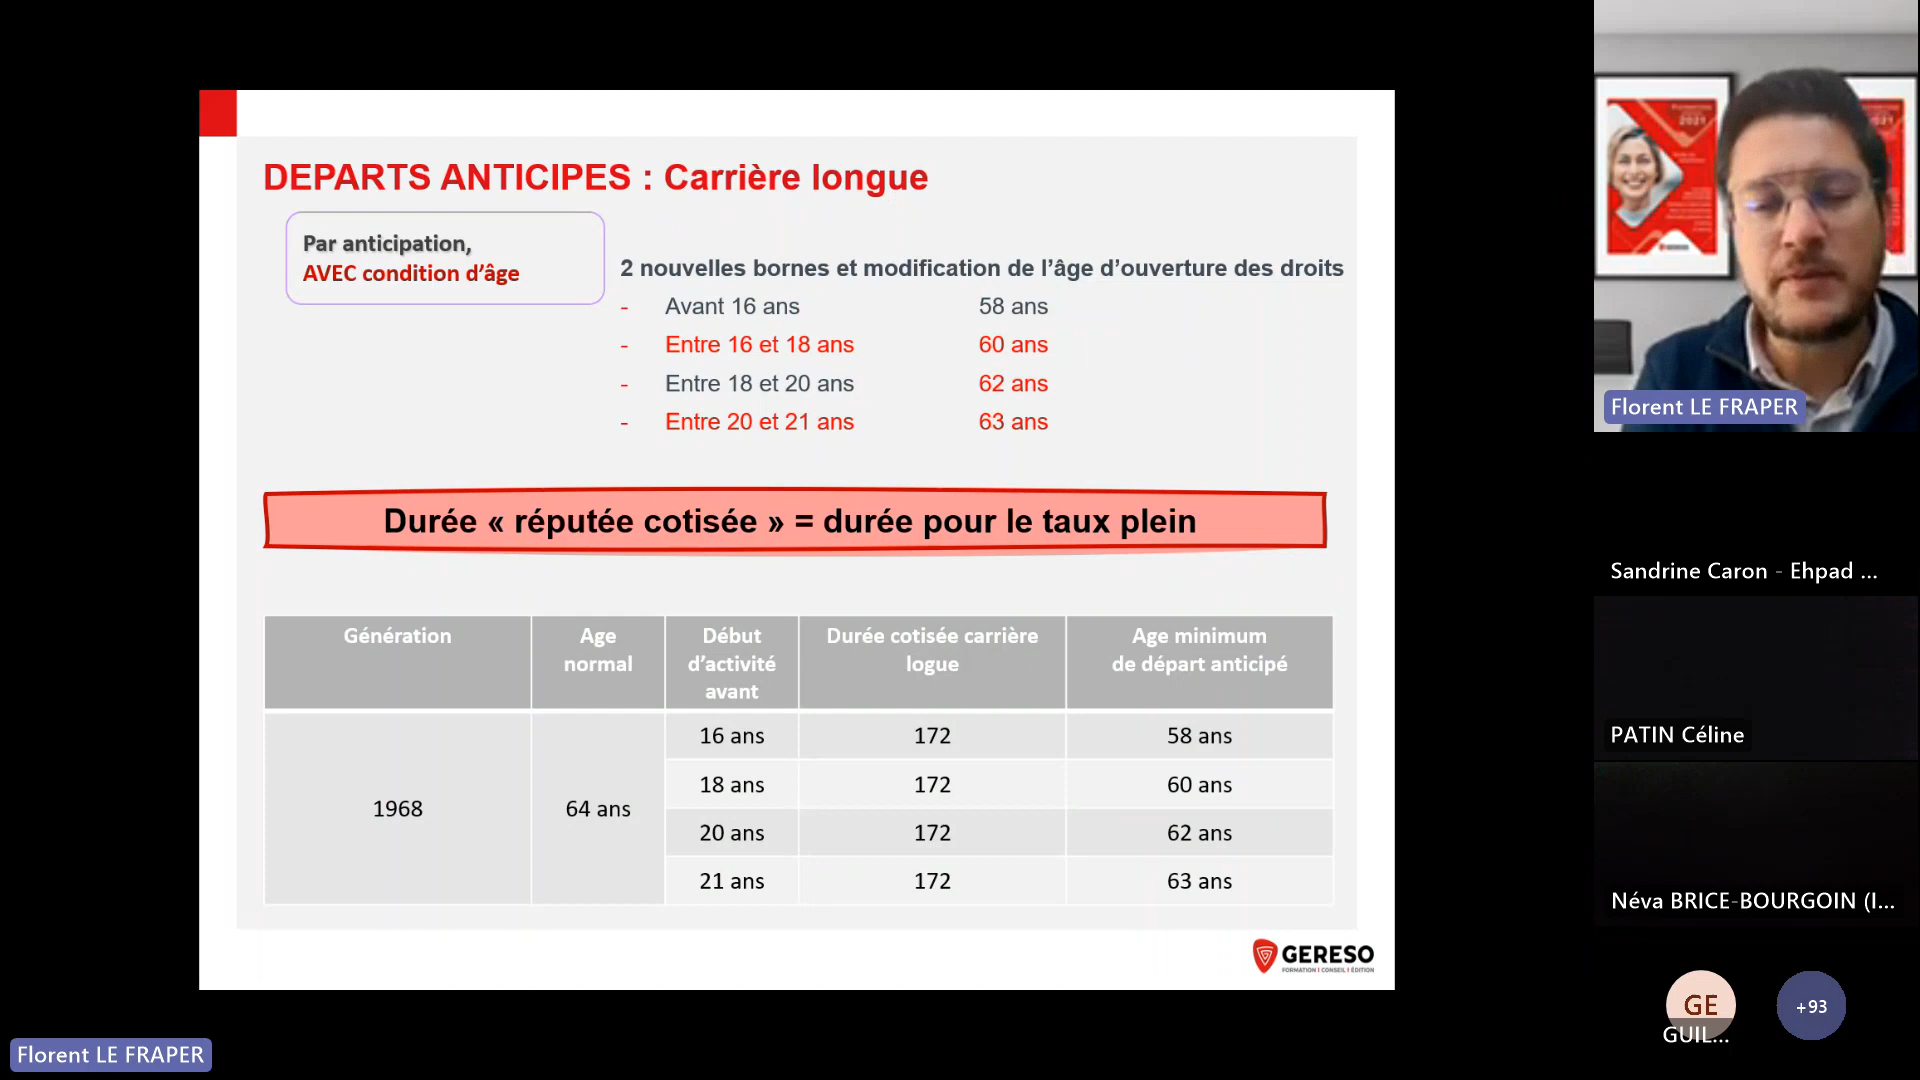 DEPARTS ANTICIPES : Carrière longue
Par anticipation,
AVEC condition d'âge
2 nouvelles bornes et modification de l'âge d'ouverture des droits
- Avant 16 ans 58 ans
- Entre 16 et 18 ans 60 ans
- Entre 18 et 20 ans 62 ans
- Entre 20 et 21 ans 63 ans
Durée « réputée cotisée » = durée pour le taux plein
Génération
Age
normal
Début
d'activité
avant
Durée cotisée carrière
logue
Age minimum
de départ anticipé
1968
64 ans
16 ans 172 58 ans
18 ans 172 60 ans
20 ans 172 62 ans
21 ans 172 63 ans
GERESO
FORMATION I CONSEIL I ÉDITION
2021
Florent LE FRAPER
Sandrine Caron - Ehpad ...
PATIN Céline
Néva BRICE-BOURGOIN (I...
GE
GUIL...
+93
Florent LE FRAPER